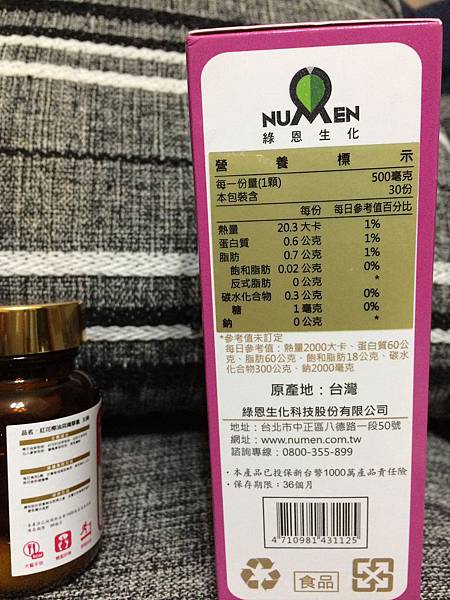 NUMEN
綠恩生化
營養標示
每一份量(1顆) 500毫克
本包裝含 30份
每份 每日參考值百分比
熱量 20.3 大卡 1%
蛋白質 0.6 公克 1%
脂肪 0.7 公克 1%
飽和脂肪 0.02 公克 0%
反式脂肪 0 公克 *
碳水化合物 0.3 公克 0%
糖 1 毫克 *
鈉 0 公克 0%
*參考值未訂定
每日參考值：熱量2000大卡、蛋白質60公
克、脂肪60公克、飽和脂肪18公克、碳水
化合物300公克、鈉2000毫克
原產地：台灣
綠恩生化科技股份有限公司
地址：台北市中正區八德路一段50號
網址：www.numen.com.tw
諮詢專線：0800-355-899
·本產品已投保新台幣1000萬產品責任險
·保存期限：36個月
4 710981 431125
食品